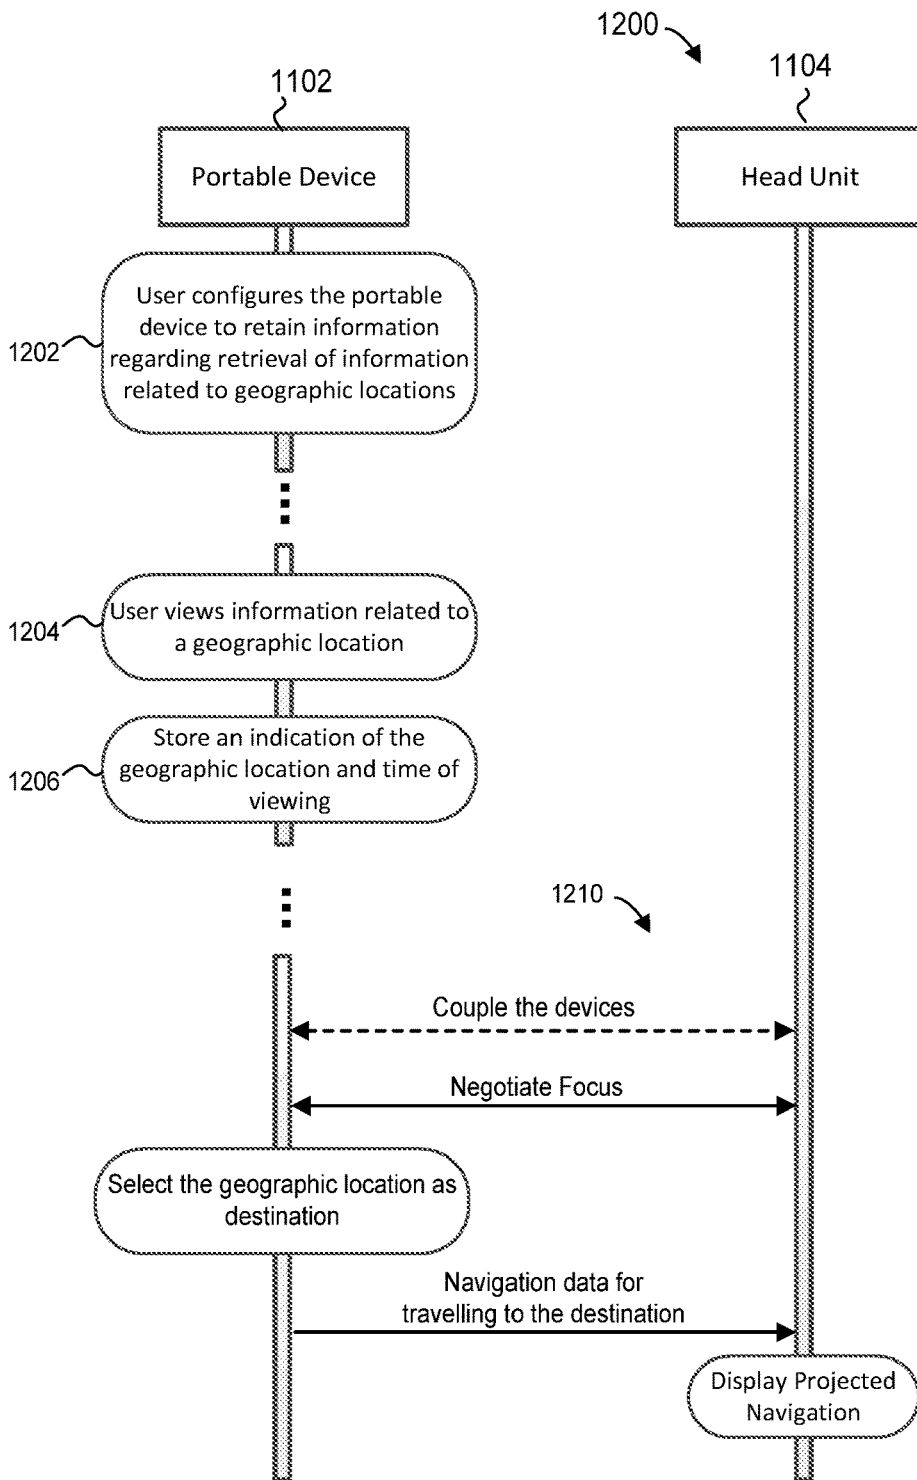 1200
1102
1104
Portable Device
Head Unit
User configures the portable
device to retain information
regarding retrieval of information
related to geographic locations
1202
User views information related to
a geographic location
1204
Store an indication of the
geographic location and time of
viewing
1206
1210
Couple the devices
Negotiate Focus
Select the geographic location as
destination
Navigation data for
travelling to the destination
Display Projected
Navigation